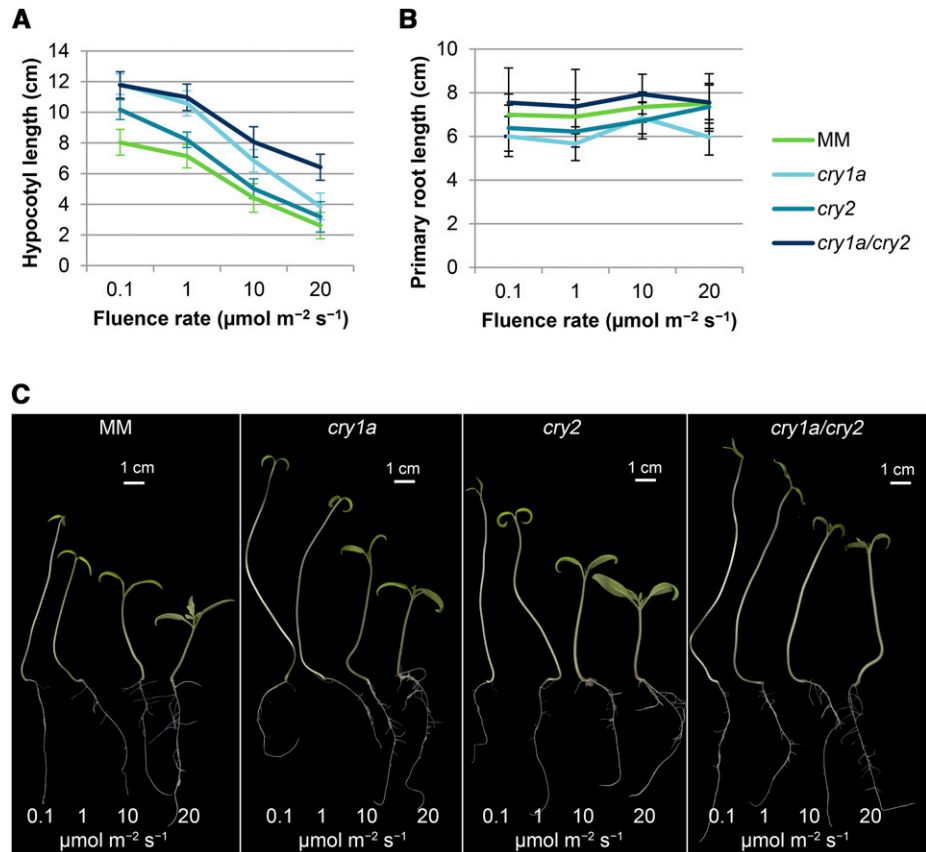 A
14
12
10
8
6
4
2
0
Hypocotyl length (cm)
0.1 1 10 20
Fluence rate (µmol m⁻² s⁻¹)
B
10
8
6
4
2
0
Primary root length (cm)
0.1 1 10 20
Fluence rate (µmol m⁻² s⁻¹)
MM
cry1a
cry2
cry1a/cry2
C
MM
1 cm
0.1 1 10 20
µmol m⁻² s⁻¹
cry1a
1 cm
0.1 1 10 20
µmol m⁻² s⁻¹
cry2
1 cm
0.1 1 10 20
µmol m⁻² s⁻¹
cry1a/cry2
1 cm
0.1 1 10 20
µmol m⁻² s⁻¹